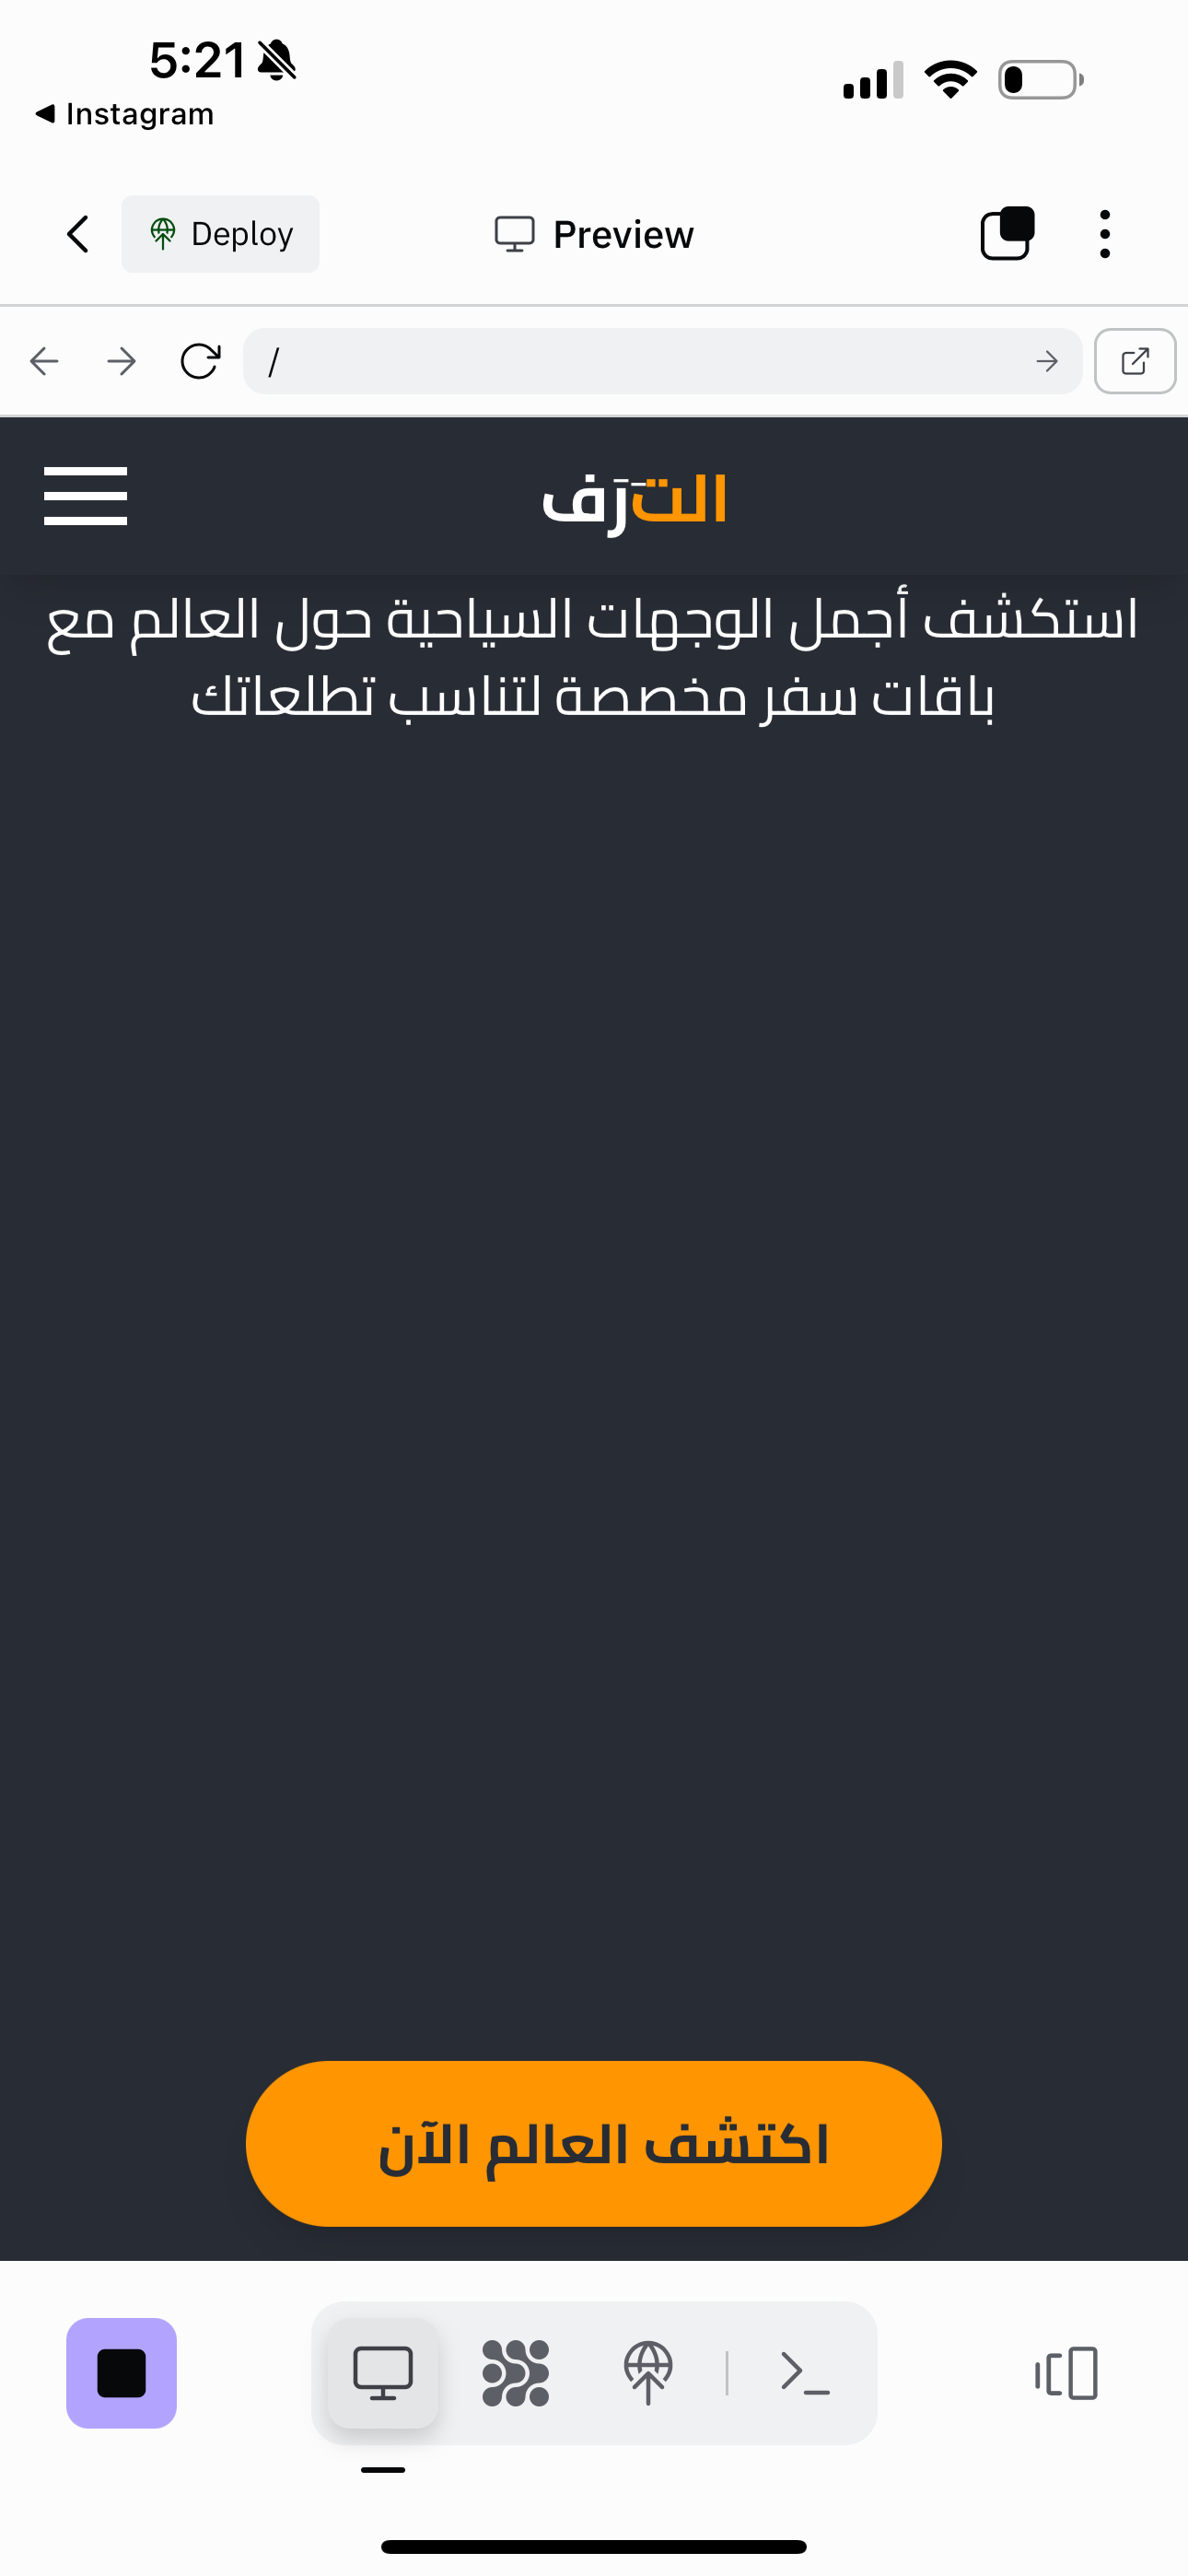 5:21
Instagram
Deploy
Preview
/
التَرَف
استكشف أجمل الوجهات السياحية حول العالم مع
باقات سفر مخصصة لتناسب تطلعاتك
اكتشف العالم الآن